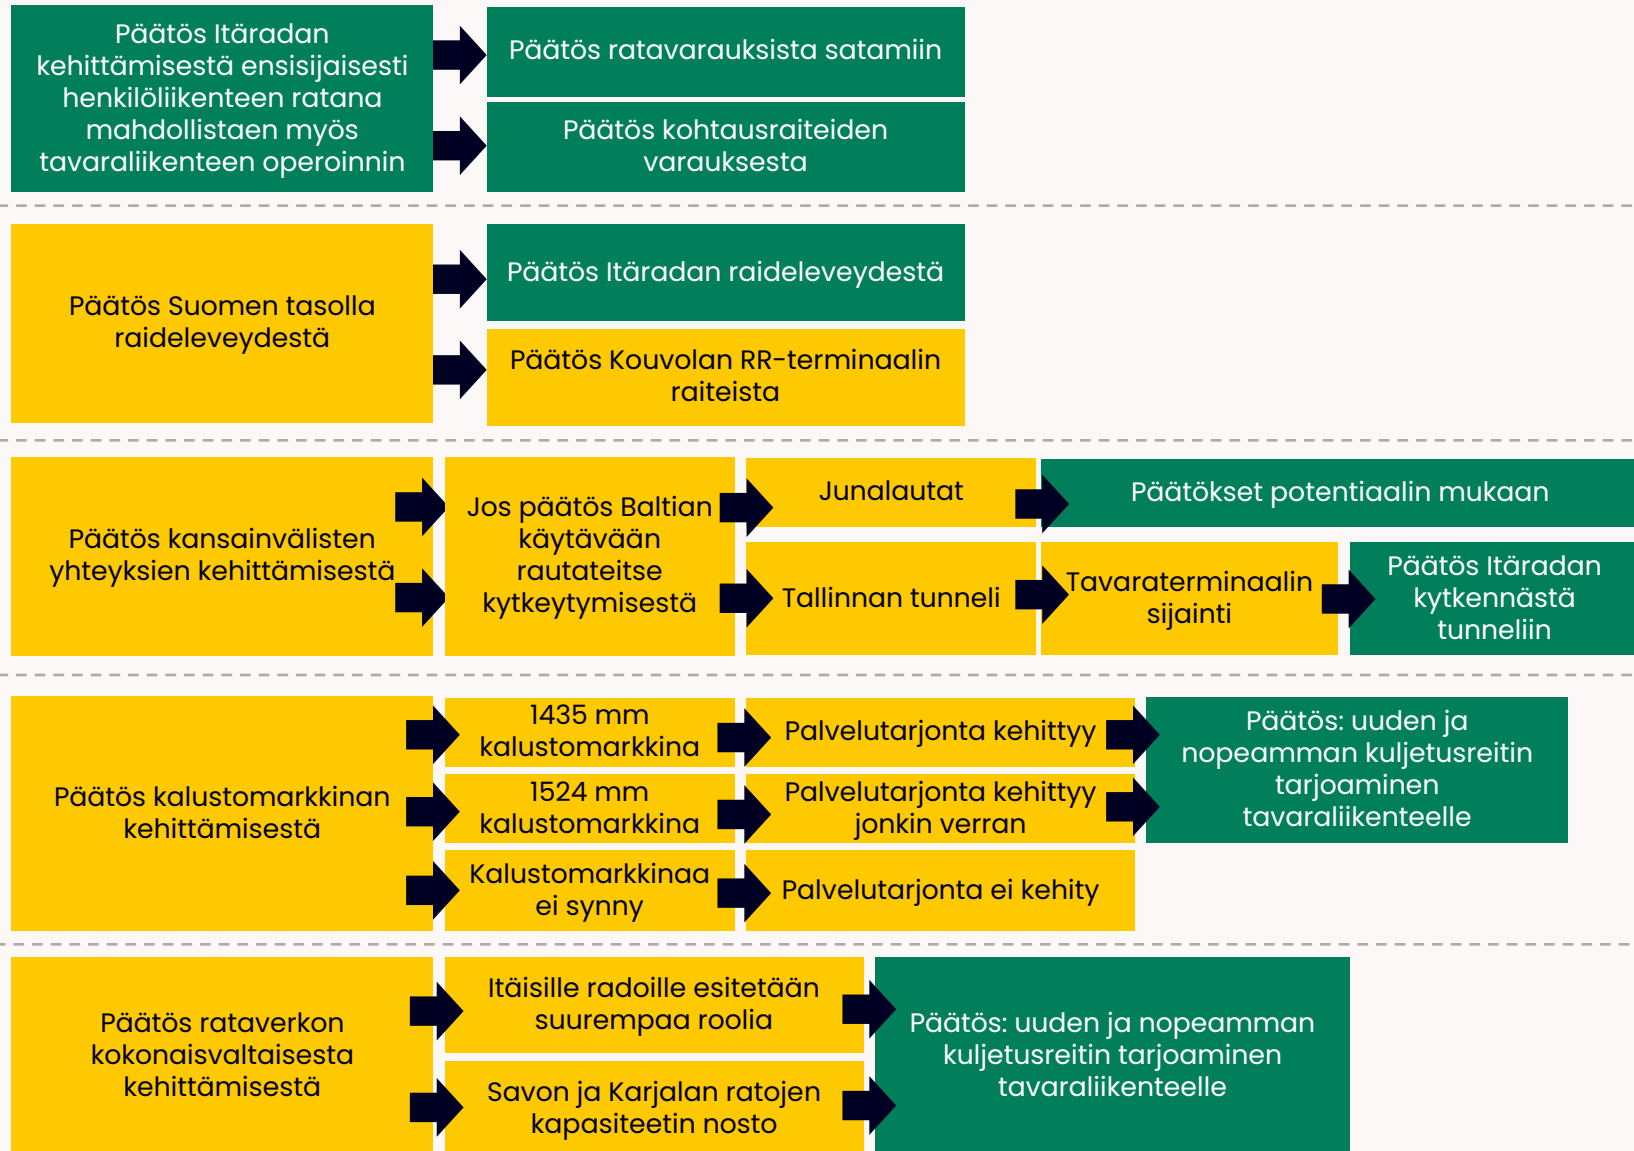 Päätös Itäradan
kehittämisestä ensisijaisesti
henkilöliikenteen ratana
mahdollistaen myös
tavaraliikenteen operoinnin
Päätös ratavarauksista satamiin
Päätös kohtausraiteiden
varauksesta
Päätös Suomen tasolla
raideleveydestä
Päätös Itäradan raideleveydestä
Päätös Kouvolan RR-terminaalin
raiteista
Päätös kansainvälisten
yhteyksien kehittämisestä
Jos päätös Baltian
käytävään
rautateitse
kytkeytymisestä
Junalautat
Päätökset potentiaalin mukaan
Tallinnan tunneli
Tavaraterminaalin
sijainti
Päätös Itäradan
kytkennästä
tunneliin
Päätös kalustomarkkinan
kehittämisestä
1435 mm
kalustomarkkina
Palvelutarjonta kehittyy
1524 mm
kalustomarkkina
Palvelutarjonta kehittyy
jonkin verran
Kalustomarkkinaa
ei synny
Palvelutarjonta ei kehity
Päätös: uuden ja
nopeamman kuljetusreitin
tarjoaminen
tavaraliikenteelle
Päätös rataverkon
kokonaisvaltaisesta
kehittämisestä
Itäisille radoille esitetään
suurempaa roolia
Savon ja Karjalan ratojen
kapasiteetin nosto
Päätös: uuden ja nopeamman
kuljetusreitin tarjoaminen
tavaraliikenteelle